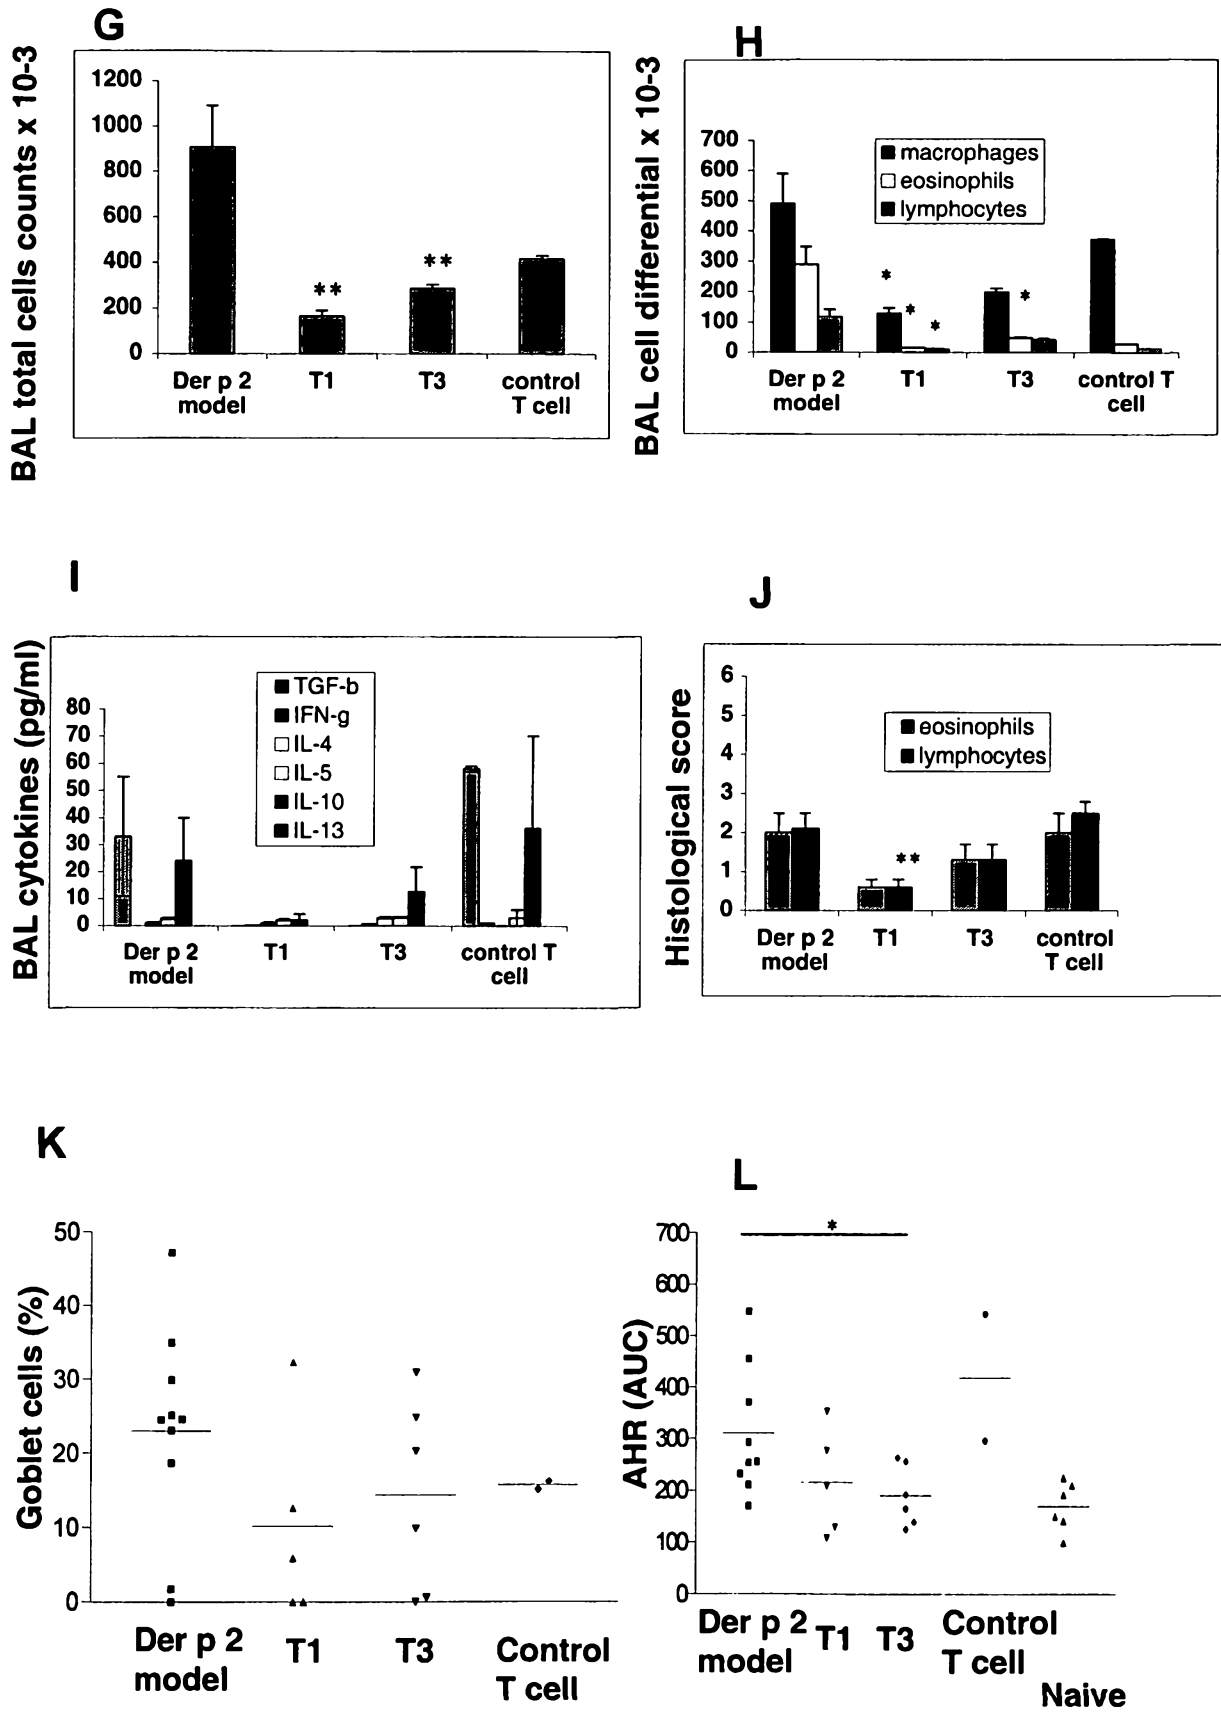 G
BAL total cells counts x 10-3
1200
1000
800
600
400
200
0
**
**
Der p 2
model
T1
T3
control
T cell
H
BAL cell differential x 10-3
700
600
500
400
300
200
100
0
macrophages
eosinophils
lymphocytes
*
*
*
*
Der p 2
model
T1
T3
control T
cell
I
BAL cytokines (pg/ml)
80
70
60
50
40
30
20
10
0
TGF-b
IFN-g
IL-4
IL-5
IL-10
IL-13
Der p 2
model
T1
T3
control T
cell
J
Histological score
6
5
4
3
2
1
0
eosinophils
lymphocytes
**
Der p 2
model
T1
T3
control
T cell
K
Goblet cells (%)
50
40
30
20
10
0
Der p 2
model
T1
T3
Control
T cell
L
AHR (AUC)
700
600
500
400
300
200
100
0
*
Der p 2
model
T1
T3
Control
T cell
Naive